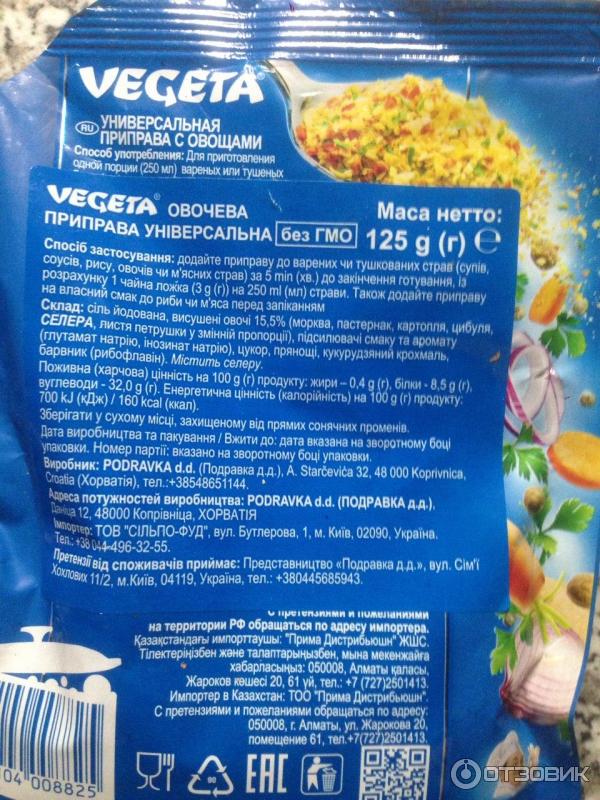 VEGETA®
RU УНИВЕРСАЛЬНАЯ
ПРИПРАВА С ОВОЩАМИ
Способ употребления: Для приготовления
одной порции (250 мл) вареных или тушеных
VEGETA® ОВОЧЕВА
ПРИПРАВА УНІВЕРСАЛЬНА без ГМО
Маса нетто:
125 g (г) ℮
Спосіб застосування: додайте приправу до варених чи тушкованих страв (супів,
соусів, рису, овочів чи м'ясних страв) за 5 min (хв.) до закінчення готування, із
розрахунку 1 чайна ложка (3 g (г)) на 250 ml (мл) страви. Також додайте приправу
на власний смак до риби чи м'яса перед запіканням
Склад: сіль йодована, висушені овочі 15,5% (морква, пастернак, картопля, цибуля,
СЕЛЕРА, листя петрушки у змінній пропорції), підсилювачі смаку та аромату
(глутамат натрію, інозинат натрію), цукор, прянощі, кукурудзяний крохмаль,
барвник (рибофлавін). Містить селеру.
Поживна (харчова) цінність на 100 g (г) продукту: жири – 0,4 g (г), білки - 8,5 g (г),
вуглеводи - 32,0 g (г). Енергетична цінність (калорійність) на 100 g (г) продукту:
700 kJ (кДж) / 160 kcal (ккал).
Зберігати у сухому місці, захищеному від прямих сонячних променів.
Дата виробництва та пакування / Вжити до: дата вказана на зворотному боці
упаковки. Номер партії: вказано на зворотному боці упаковки.
Виробник: PODRAVKA d.d. (Подравка д.д.), A. Starčevića 32, 48 000 Koprivnica,
Croatia (Хорватія), тел.:+38548651144.
Адреса потужностей виробництва: PODRAVKA d.d. (ПОДРАВКА д.д.),
Даніца 12, 48000 Копрівніца, ХОРВАТІЯ
Імпортер: ТОВ "СІЛЬПО-ФУД", вул. Бутлерова, 1, м. Київ, 02090, Україна.
Тел.: +38 044-496-32-55.
Претензії від споживачів приймає: Представництво «Подравка д.д.», вул. Сім'ї
Хохлових 11/2, м.Київ, 04119, Україна, тел.: +380445685943.
С претензиями и пожеланиями
на территории РФ обращаться по адресу импортера.
Қазақстандағы импорттаушы: "Прима Дистрибьюшн" ЖШС.
Тілектеріңізбен және талаптарыңызбен, мына мекенжайға
хабарласыңыз: 050008, Алматы қаласы,
Жароков көшесі 20, 61 үй, тел.: +7 (727)2501413.
Импортер в Казахстан: ТОО "Прима Дистрибьюшн".
С претензиями и пожеланиями обращаться по адресу:
050008, г. Алматы, ул. Жарокова 20,
помещение 61, тел.:+7(727)2501413.
04 008825
EAC
ОТЗОВИК